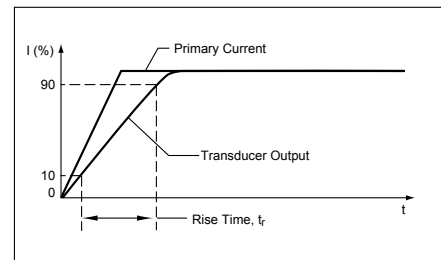 I (%)
Primary Current
90
Transducer Output
10
0
t
Rise Time, tr